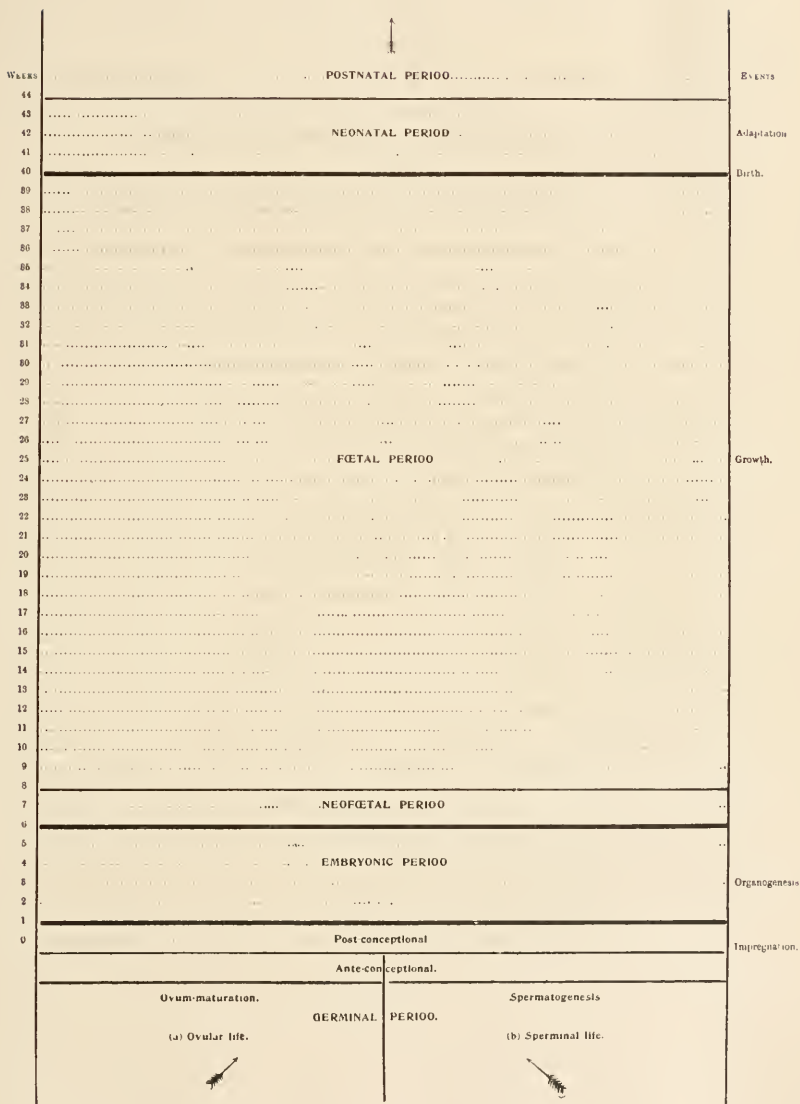 WEEKS POSTNATAL PERIOD EVENTS
44
43
42 NEONATAL PERIOD Adaptation
41
40 Birth.
39
38
37
36
35
34
33
32
31
30
29
28
27
26
25 FŒTAL PERIOD Growth.
24
23
22
21
20
19
18
17
16
15
14
13
12
11
10
9
8
7 NEOFŒTAL PERIOD
6
5
4 EMBRYONIC PERIOD
3 Organogenesis
2
1
0 Post-conceptional
Impregnation.
Ante-conceptional.
Ovum-maturation. Spermatogenesis
GERMINAL PERIOD.
(a) Ovular life. (b) Sperminal life.